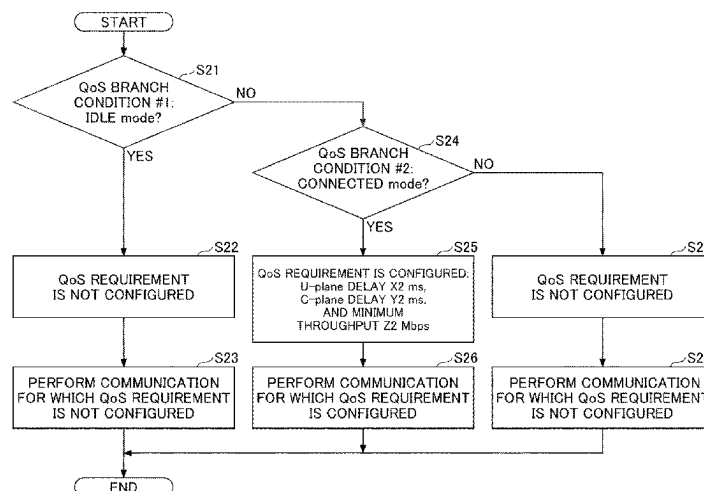 START
S21
QoS BRANCH
CONDITION #1:
IDLE mode?
NO
YES
S24
QoS BRANCH
CONDITION #2:
CONNECTED mode?
NO
YES
S22
QoS REQUIREMENT
IS NOT CONFIGURED
S25
QoS REQUIREMENT IS CONFIGURED:
U-plane DELAY X2 ms,
C-plane DELAY Y2 ms.
AND MINIMUM
THROUGHPUT Z2 Mbps
QoS REQUIREMENT
IS NOT CONFIGURED
S23
PERFORM COMMUNICATION
FOR WHICH QoS REQUIREMENT
IS NOT CONFIGURED
S26
PERFORM COMMUNICATION
FOR WHICH QoS REQUIREMENT
IS CONFIGURED
PERFORM COMMUNICATION
FOR WHICH QoS REQUIREMENT
IS NOT CONFIGURED
END